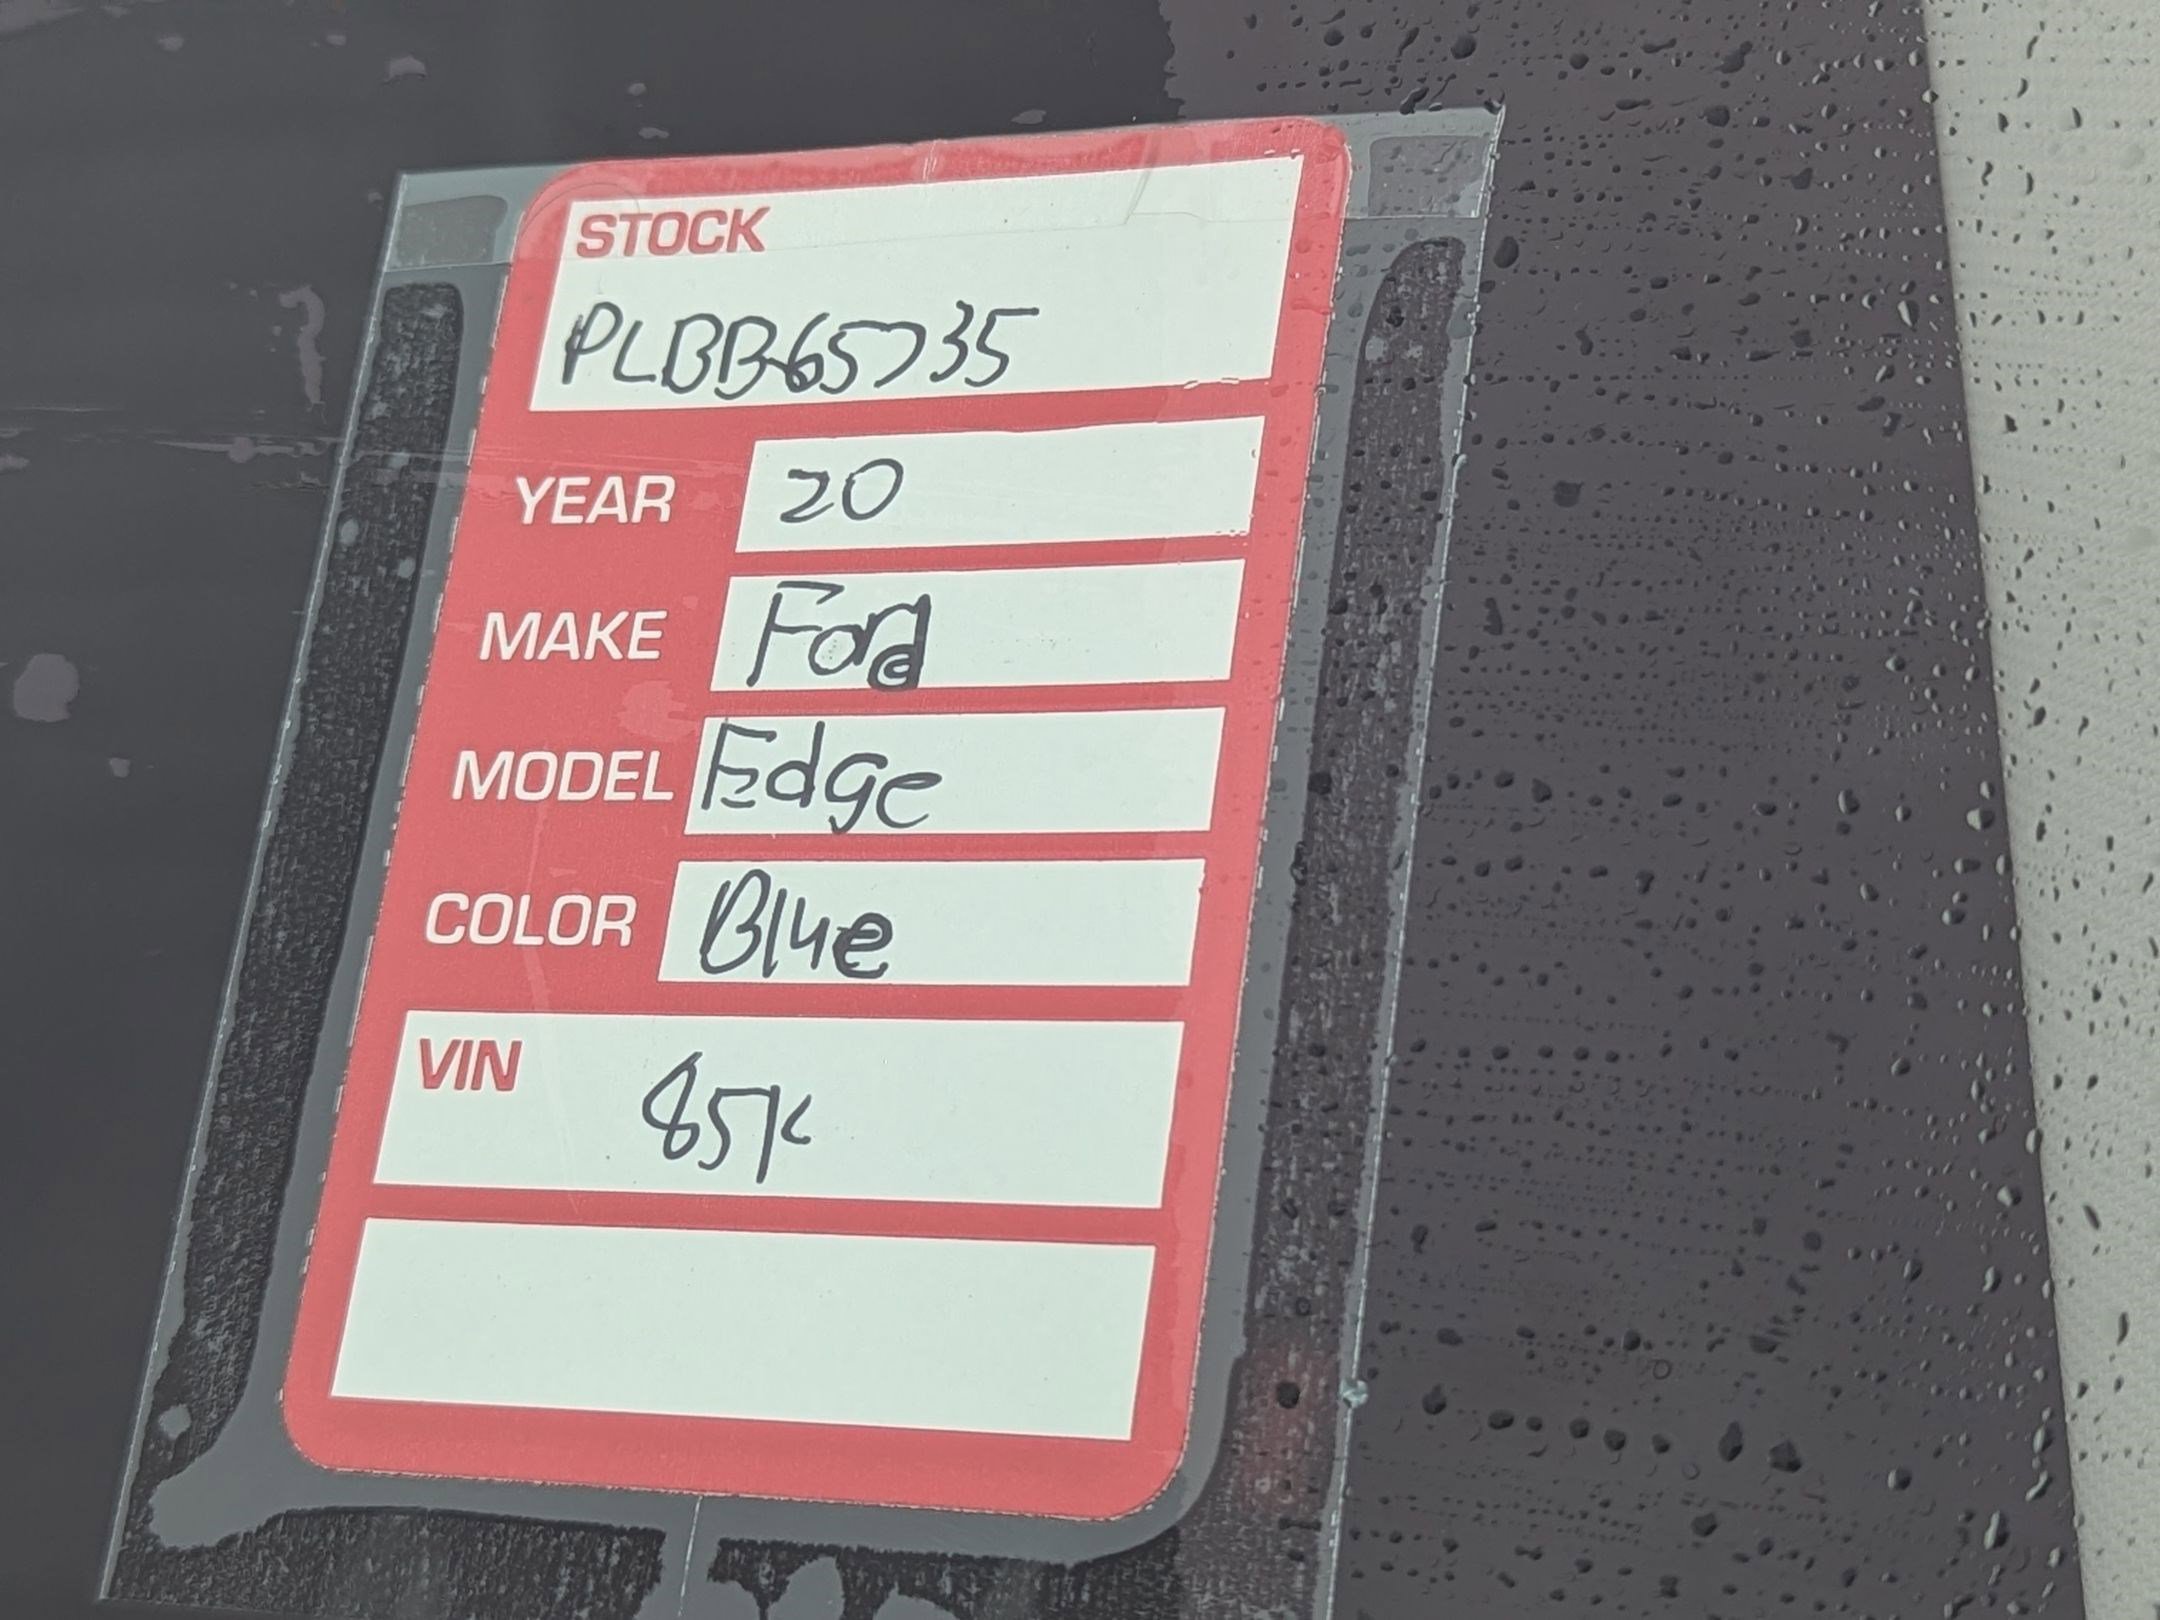 STOCK
PLBB65735
YEAR 20
MAKE Ford
MODEL Edge
COLOR Blue
VIN 85K